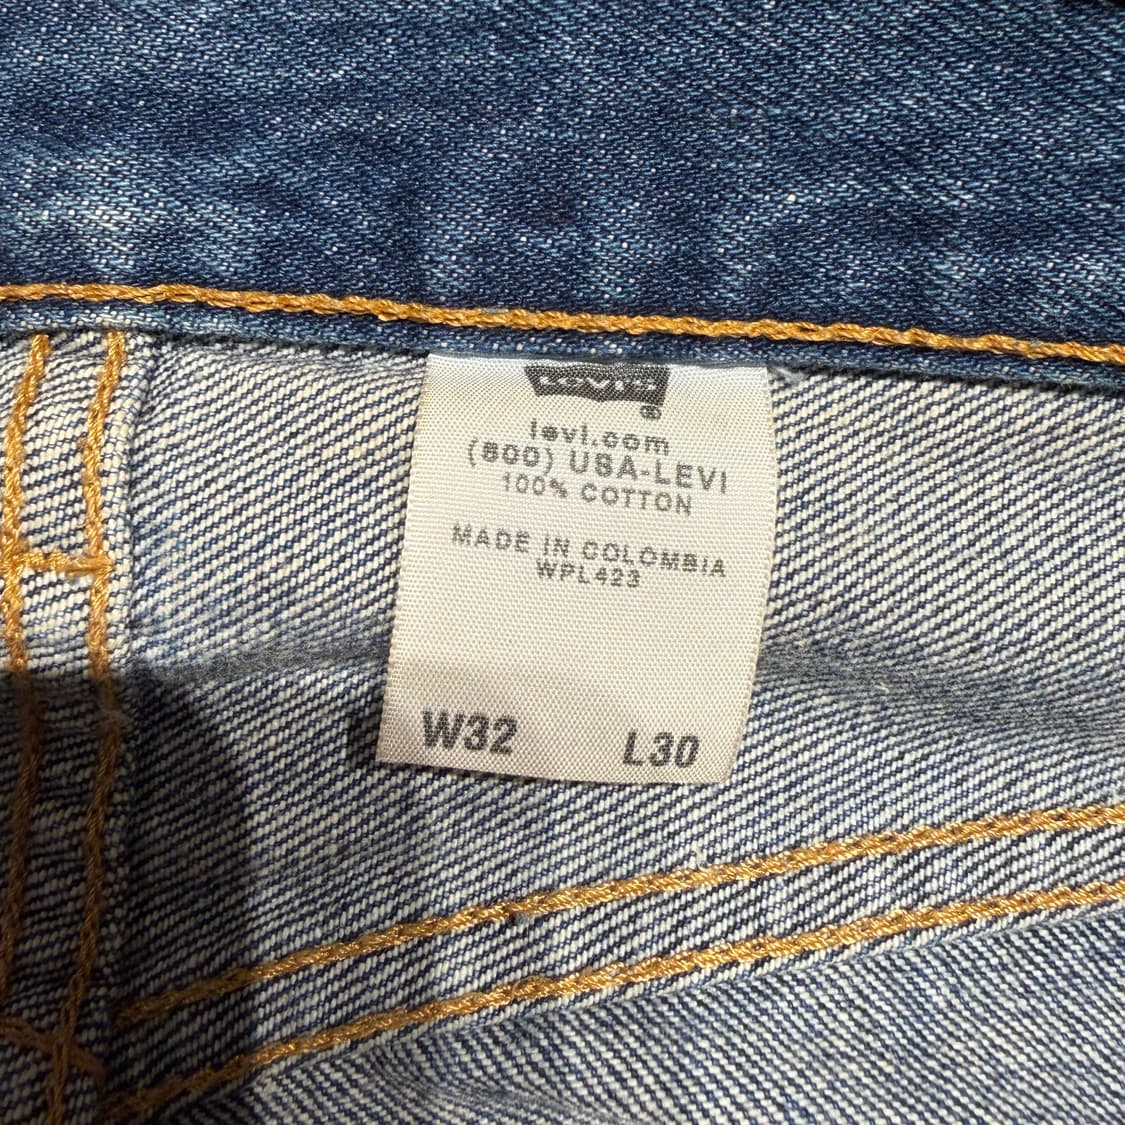 Levi's ®
levi.com
(800) USA-LEVI
100% COTTON
MADE IN COLOMBIA
WPL423
W32 L30